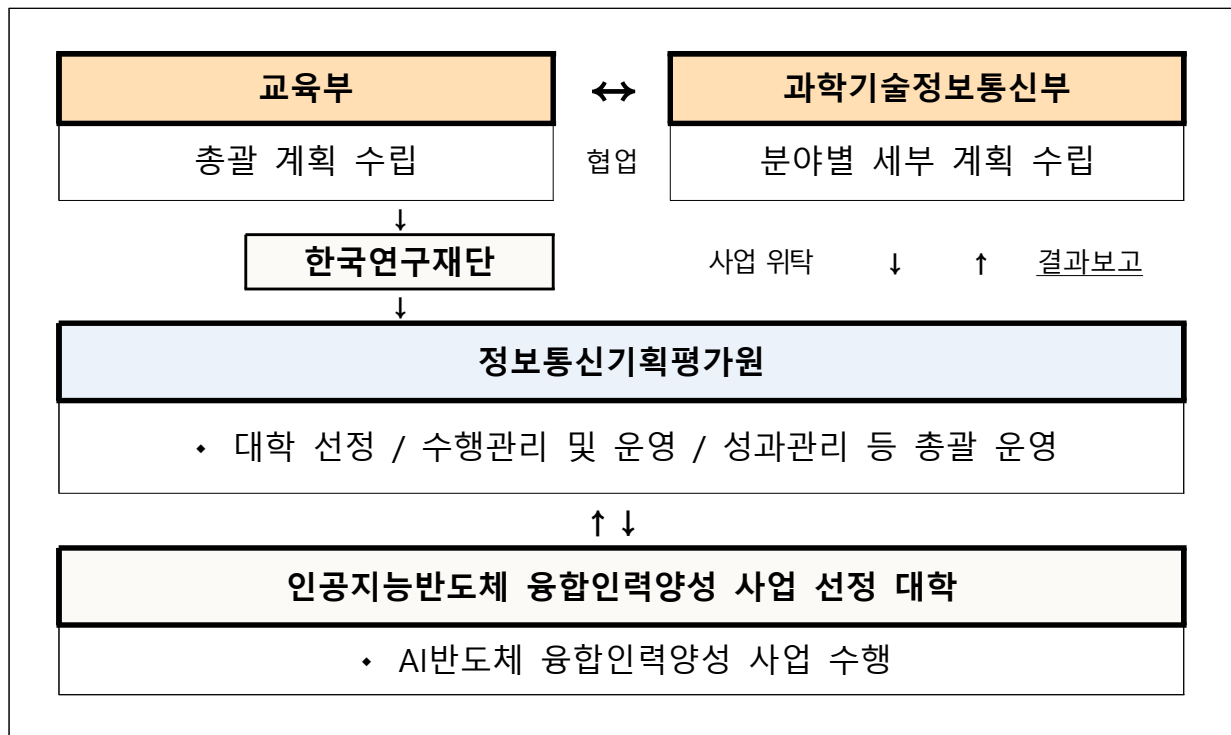 교육부 ↔ 과학기술정보통신부
총괄 계획 수립 협업 분야별 세부 계획 수립
↓
한국연구재단 사업 위탁 ↓ ↑ 결과보고
↓
정보통신기획평가원
⬩ 대학 선정 / 수행관리 및 운영 / 성과관리 등 총괄 운영
↑ ↓
인공지능반도체 융합인력양성 사업 선정 대학
⬩ AI반도체 융합인력양성 사업 수행